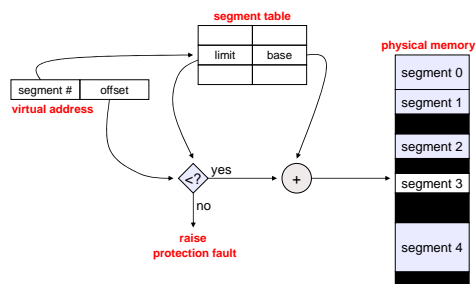 segment table
limit base
segment # offset
virtual address
<? yes +
no
raise
protection fault
physical memory
segment 0
segment 1
segment 2
segment 3
segment 4